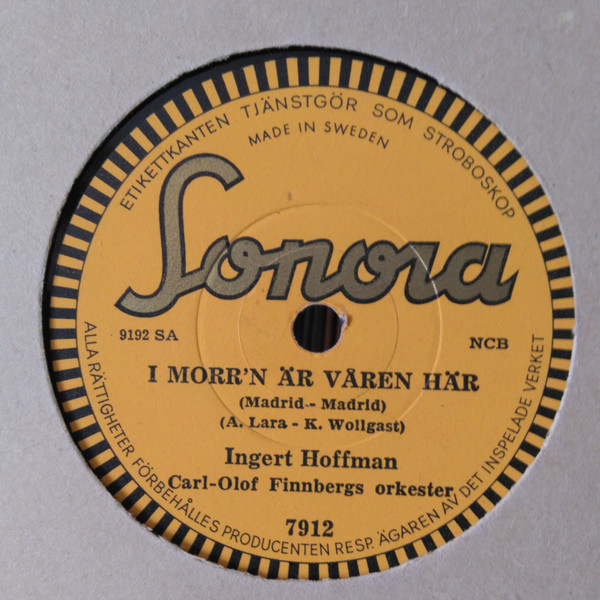 ETIKETTKANTEN TJÄNSTGÖR SOM STROBOSKOP
MADE IN SWEDEN
Sonora
9192 SA
NCB
I MORR'N ÄR VÅREN HÄR
(Madrid - Madrid)
(A. Lara - K. Wollgast)
Ingert Hoffman
Carl-Olof Finnbergs orkester
7912
ALLA RÄTTIGHETER FÖRBEHÅLLES PRODUCENTEN RESP. ÄGAREN AV DET INSPELADE VERKET